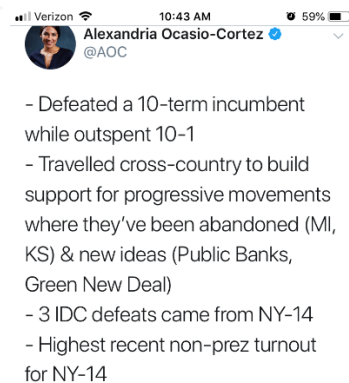 Verizon 10:43 AM 59%
Alexandria Ocasio-Cortez
@AOC
- Defeated a 10-term incumbent
while outspent 10-1
- Travelled cross-country to build
support for progressive movements
where they've been abandoned (MI,
KS) & new ideas (Public Banks,
Green New Deal)
- 3 IDC defeats came from NY-14
- Highest recent non-prez turnout
for NY-14